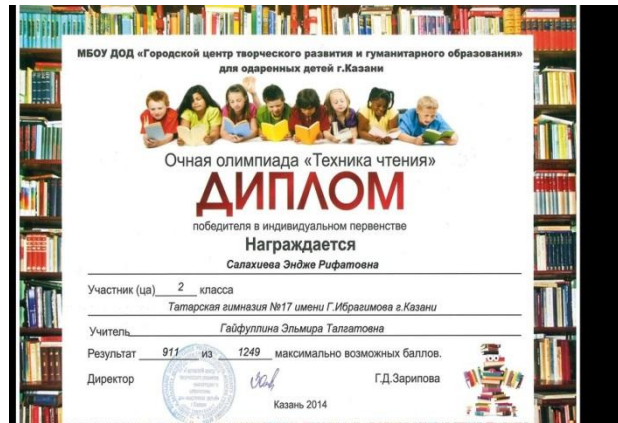 МБОУ ДОД «Городской центр творческого развития и гуманитарного образования»
для одаренных детей г.Казани
Очная олимпиада «Техника чтения»
ДИПЛОМ
победителя в индивидуальном первенстве
Награждается
Салахиева Эндже Рифатовна
Участник (ца) 2 класса
Татарская гимназия №17 имени Г.Ибрагимова г.Казани
Учитель Гайфуллина Эльмира Талгатовна
Результат 911 из 1249 максимально возможных баллов.
Директор Г.Д.Зарипова
Казань 2014